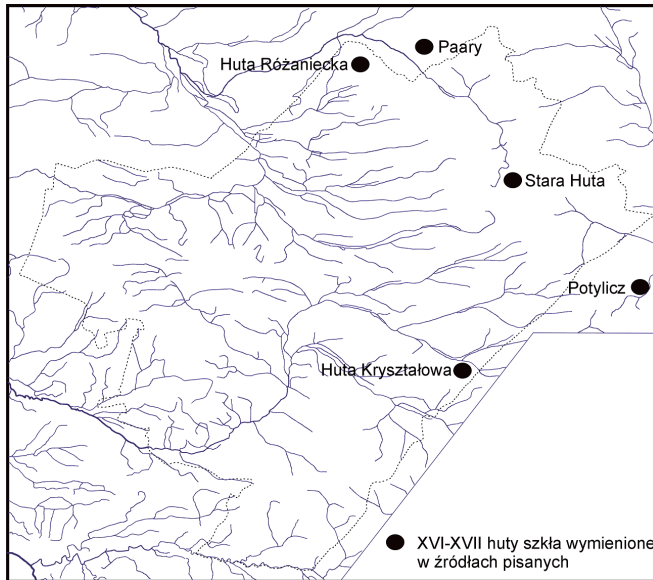 Paary
Huta Różaniecka
Stara Huta
Potylicz
Huta Kryształowa
XVI-XVII huty szkła wymienione
w źródłach pisanych